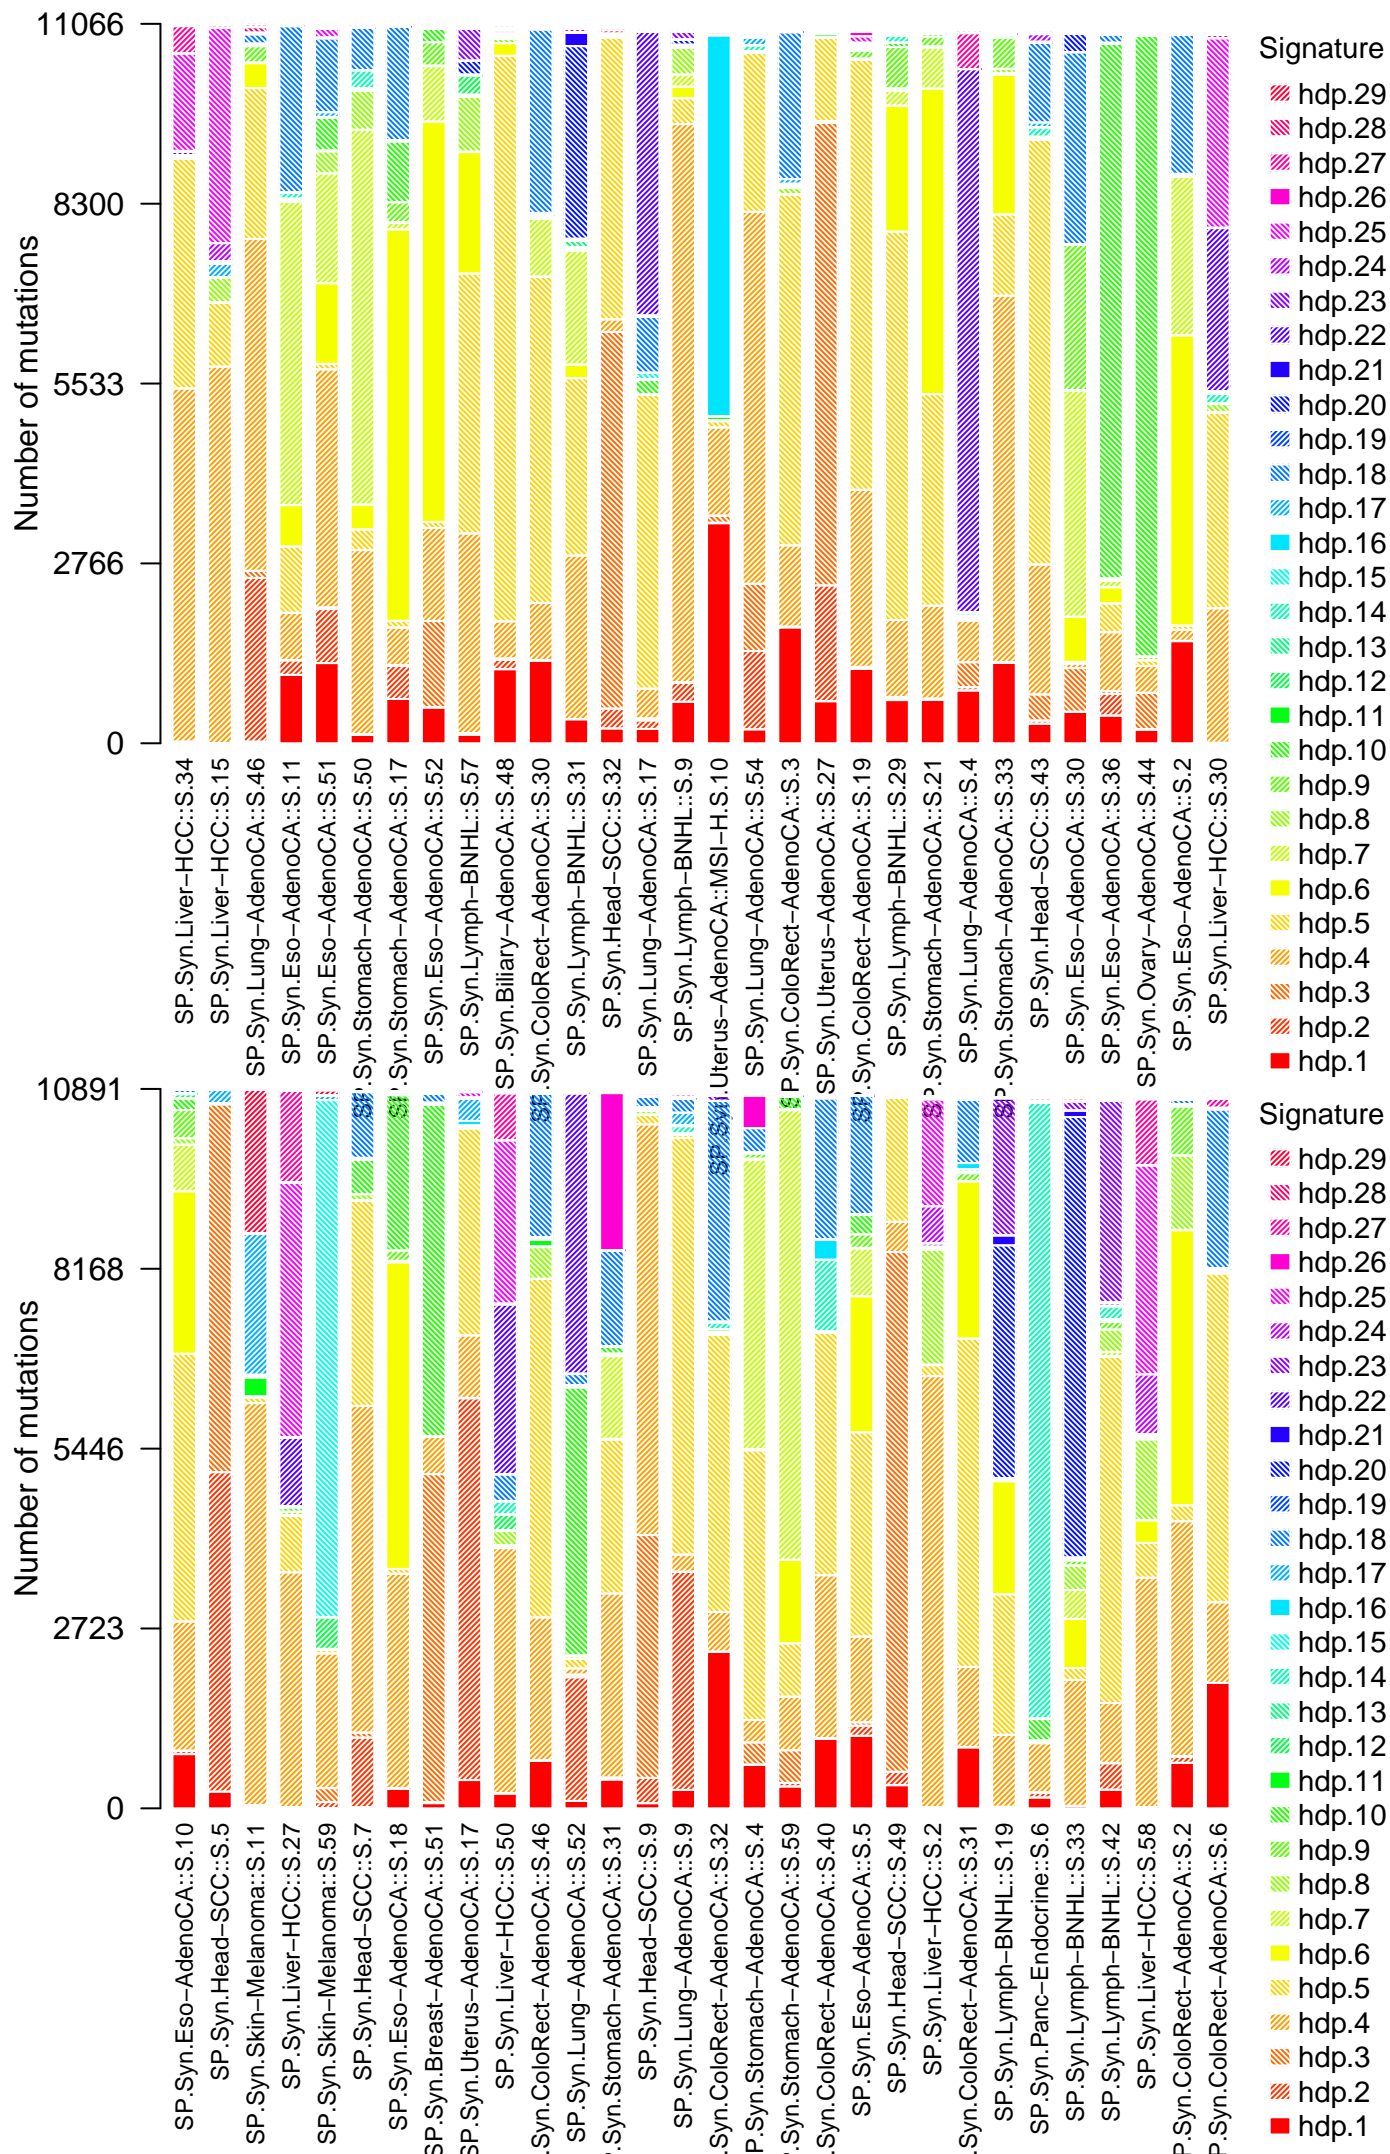 Number of mutations
11066
8300
5533
2766
0
SP.Syn.Liver−HCC::S.34
SP.Syn.Liver−HCC::S.15
SP.Syn.Lung−AdenoCA::S.46
SP.Syn.Eso−AdenoCA::S.11
SP.Syn.Eso−AdenoCA::S.51
SP.Syn.Stomach−AdenoCA::S.50
SP.Syn.Stomach−AdenoCA::S.17
SP.Syn.Eso−AdenoCA::S.52
SP.Syn.Lymph−BNHL::S.57
SP.Syn.Biliary−AdenoCA::S.48
SP.Syn.ColoRect−AdenoCA::S.30
SP.Syn.Lymph−BNHL::S.31
SP.Syn.Head−SCC::S.32
SP.Syn.Lung−AdenoCA::S.17
SP.Syn.Lymph−BNHL::S.9
SP.Syn.Uterus−AdenoCA::MSI−H.S.10
SP.Syn.Lung−AdenoCA::S.54
SP.Syn.ColoRect−AdenoCA::S.3
SP.Syn.Uterus−AdenoCA::S.27
SP.Syn.ColoRect−AdenoCA::S.19
SP.Syn.Lymph−BNHL::S.29
SP.Syn.Stomach−AdenoCA::S.21
SP.Syn.Lung−AdenoCA::S.4
SP.Syn.Stomach−AdenoCA::S.33
SP.Syn.Head−SCC::S.43
SP.Syn.Eso−AdenoCA::S.30
SP.Syn.Eso−AdenoCA::S.36
SP.Syn.Ovary−AdenoCA::S.44
SP.Syn.Eso−AdenoCA::S.2
SP.Syn.Liver−HCC::S.30
Signature
hdp.29
hdp.28
hdp.27
hdp.26
hdp.25
hdp.24
hdp.23
hdp.22
hdp.21
hdp.20
hdp.19
hdp.18
hdp.17
hdp.16
hdp.15
hdp.14
hdp.13
hdp.12
hdp.11
hdp.10
hdp.9
hdp.8
hdp.7
hdp.6
hdp.5
hdp.4
hdp.3
hdp.2
hdp.1
Number of mutations
10891
8168
5446
2723
0
SP.Syn.Eso−AdenoCA::S.10
SP.Syn.Head−SCC::S.5
SP.Syn.Skin−Melanoma::S.11
SP.Syn.Liver−HCC::S.27
SP.Syn.Skin−Melanoma::S.59
SP.Syn.Head−SCC::S.7
SP.Syn.Eso−AdenoCA::S.18
SP.Syn.Breast−AdenoCA::S.51
SP.Syn.Uterus−AdenoCA::S.17
SP.Syn.Liver−HCC::S.50
.Syn.ColoRect−AdenoCA::S.46
SP.Syn.Lung−AdenoCA::S.52
.Syn.Stomach−AdenoCA::S.31
SP.Syn.Head−SCC::S.9
SP.Syn.Lung−AdenoCA::S.9
.Syn.ColoRect−AdenoCA::S.32
P.Syn.Stomach−AdenoCA::S.4
.Syn.Stomach−AdenoCA::S.59
.Syn.ColoRect−AdenoCA::S.40
SP.Syn.Eso−AdenoCA::S.5
SP.Syn.Head−SCC::S.49
SP.Syn.Liver−HCC::S.2
.Syn.ColoRect−AdenoCA::S.31
SP.Syn.Lymph−BNHL::S.19
SP.Syn.Panc−Endocrine::S.6
SP.Syn.Lymph−BNHL::S.33
SP.Syn.Lymph−BNHL::S.42
SP.Syn.Liver−HCC::S.58
P.Syn.ColoRect−AdenoCA::S.2
P.Syn.ColoRect−AdenoCA::S.6
Signature
hdp.29
hdp.28
hdp.27
hdp.26
hdp.25
hdp.24
hdp.23
hdp.22
hdp.21
hdp.20
hdp.19
hdp.18
hdp.17
hdp.16
hdp.15
hdp.14
hdp.13
hdp.12
hdp.11
hdp.10
hdp.9
hdp.8
hdp.7
hdp.6
hdp.5
hdp.4
hdp.3
hdp.2
hdp.1